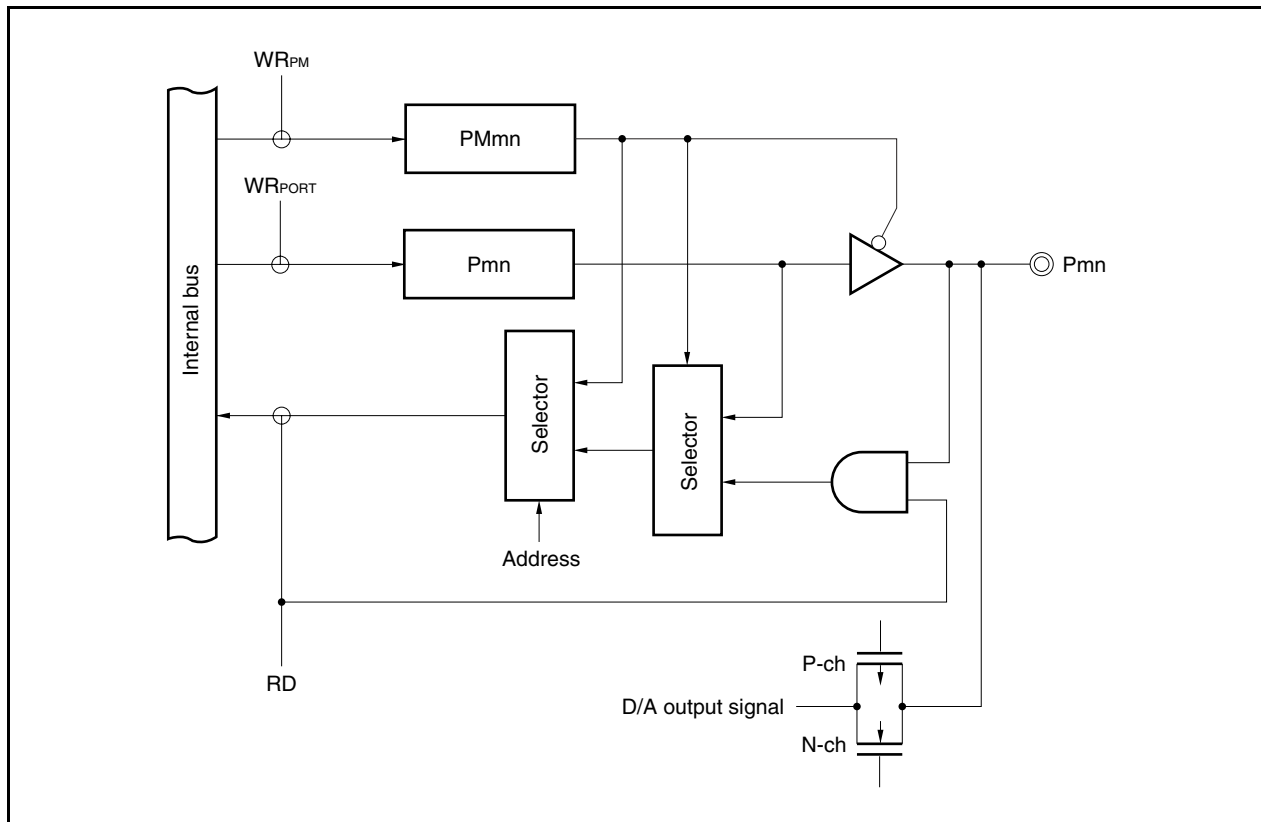 WRPM
PMmn
WRPORT
Pmn
Pmn
Internal bus
Selector
Selector
Address
RD
P-ch
D/A output signal
N-ch